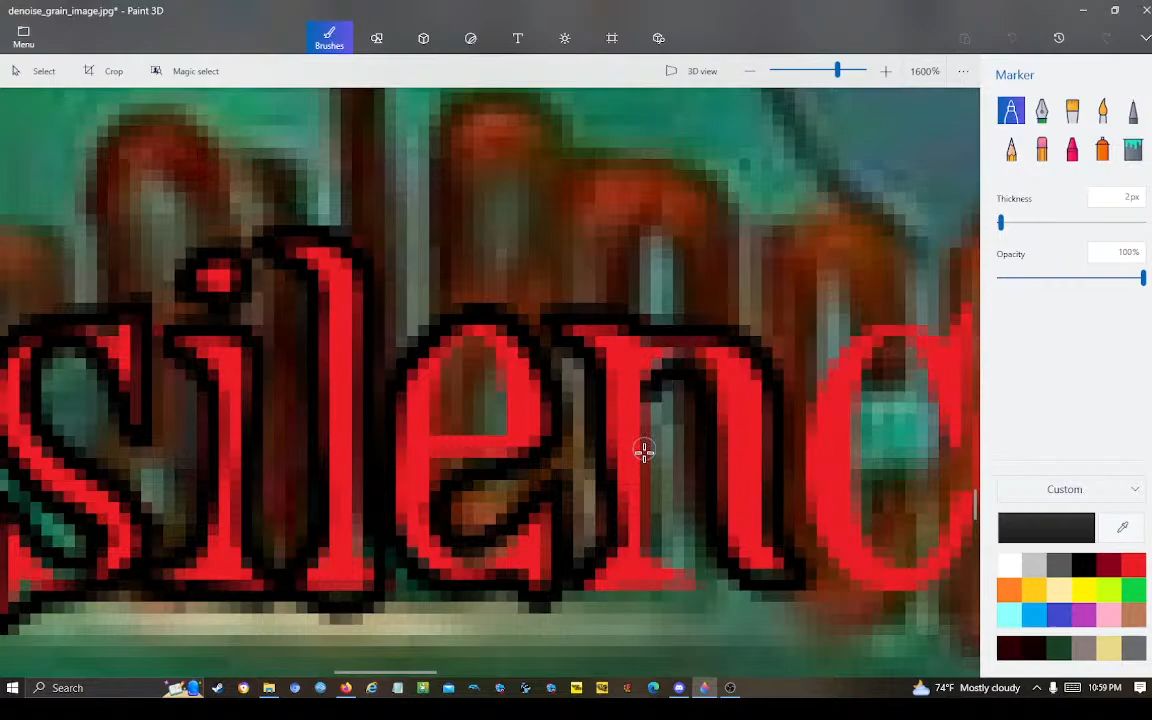 denoise_grain_image.jpg* - Paint 3D
Menu
Brushes
Select
Crop
Magic select
3D view
1600%
Marker
Thickness
2px
Opacity
100%
Custom
silenc
Search
74°F Mostly cloudy
10:59 PM